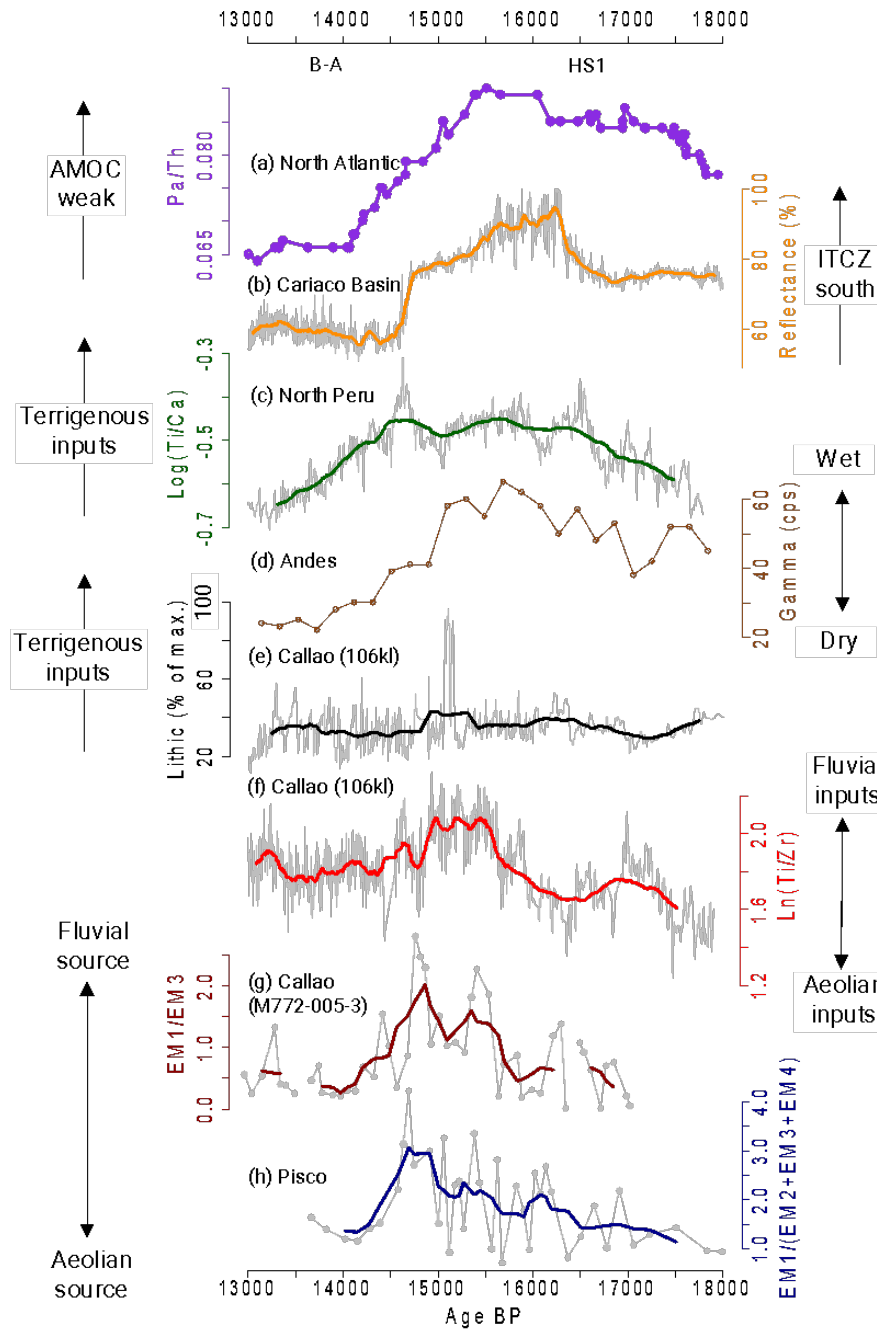 13000 14000 15000 16000 17000 18000
B-A HS1
AMOC
weak
Pa/Th
0.080
0.065
(a) North Atlantic
Reflectance (%)
100
80
60
ITCZ
south
(b) Cariaco Basin
Terrigenous
inputs
Log(Ti/Ca)
-0.3
-0.5
-0.7
(c) North Peru
Wet
Dry
Gamma (cps)
60
40
20
(d) Andes
Terrigenous
inputs
Lithic (% of max.)
100
60
20
(e) Callao (106kl)
Fluvial
inputs
Aeolian
inputs
(f) Callao (106kl)
Ln(Ti/Zr)
2.0
1.6
1.2
Fluvial
source
Aeolian
source
EM1/EM3
2.0
1.0
0.0
(g) Callao
(M772-005-3)
EM1/(EM2+EM3+EM4)
4.0
3.0
2.0
1.0
(h) Pisco
13000 14000 15000 16000 17000 18000
Age BP